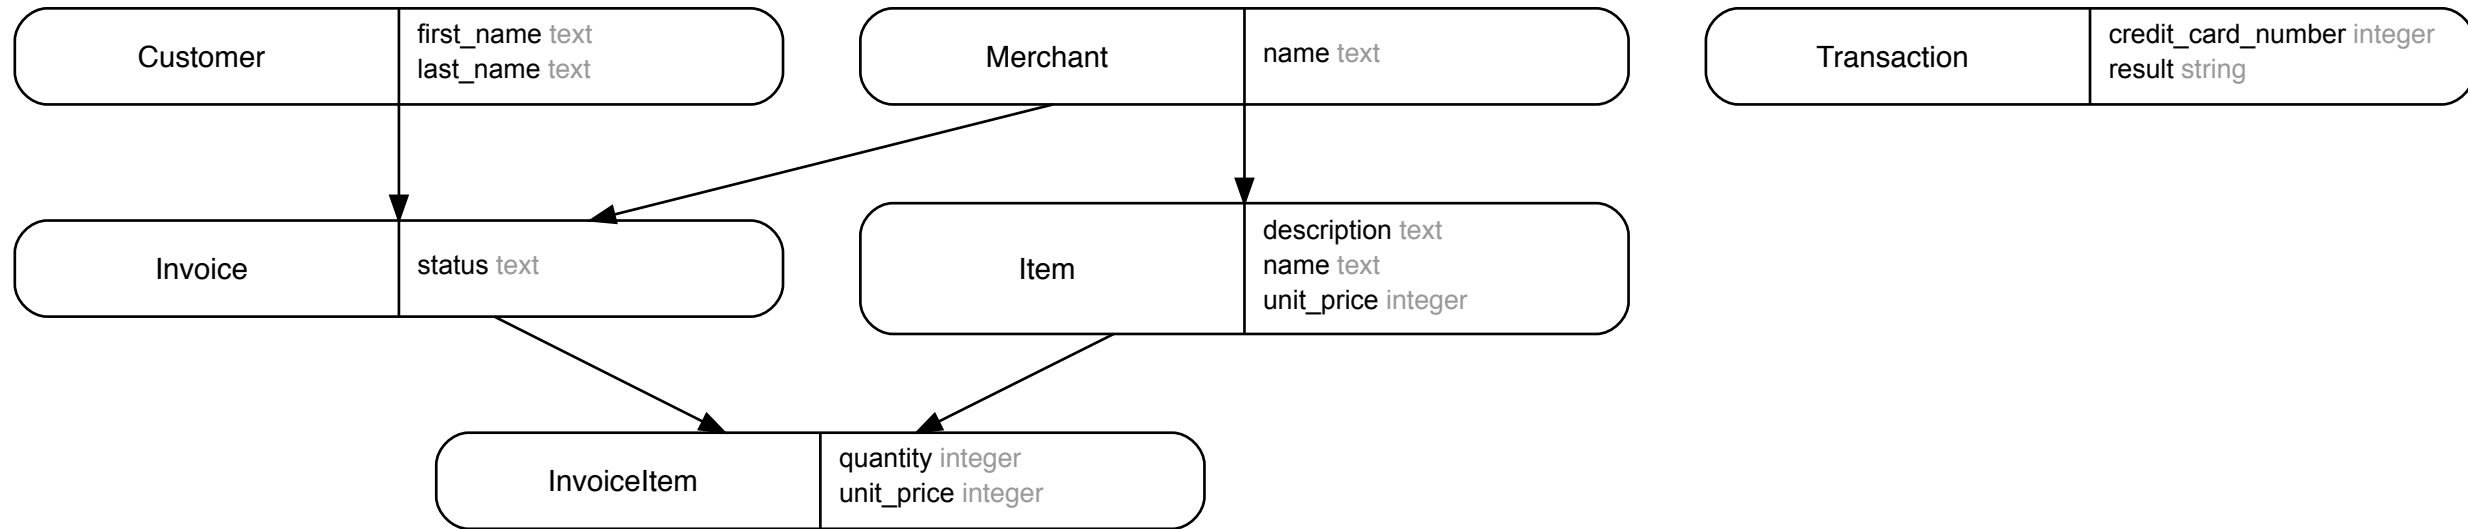 Customer
first_name text
last_name text
Merchant
name text
Transaction
credit_card_number integer
result string
Invoice
status text
Item
description text
name text
unit_price integer
InvoiceItem
quantity integer
unit_price integer